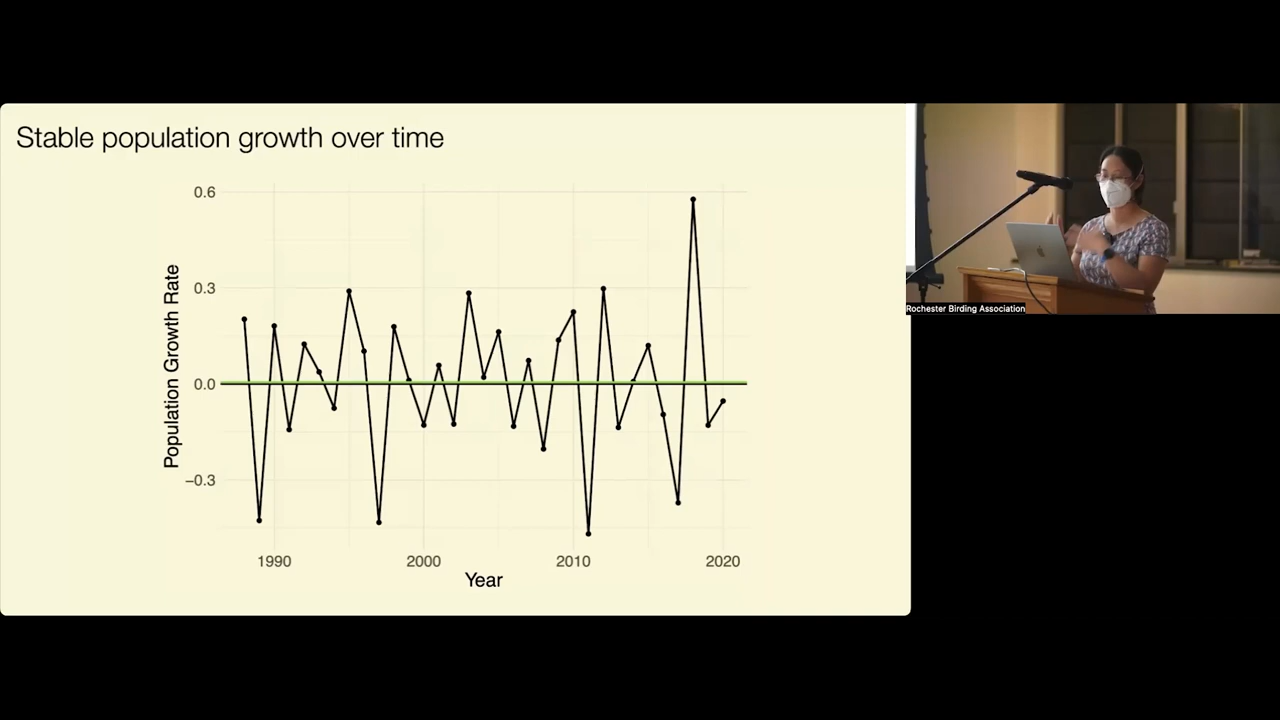 Stable population growth over time
0.6
0.3
0.0
−0.3
Population Growth Rate
1990
2000
2010
2020
Year
Rochester Birding Association